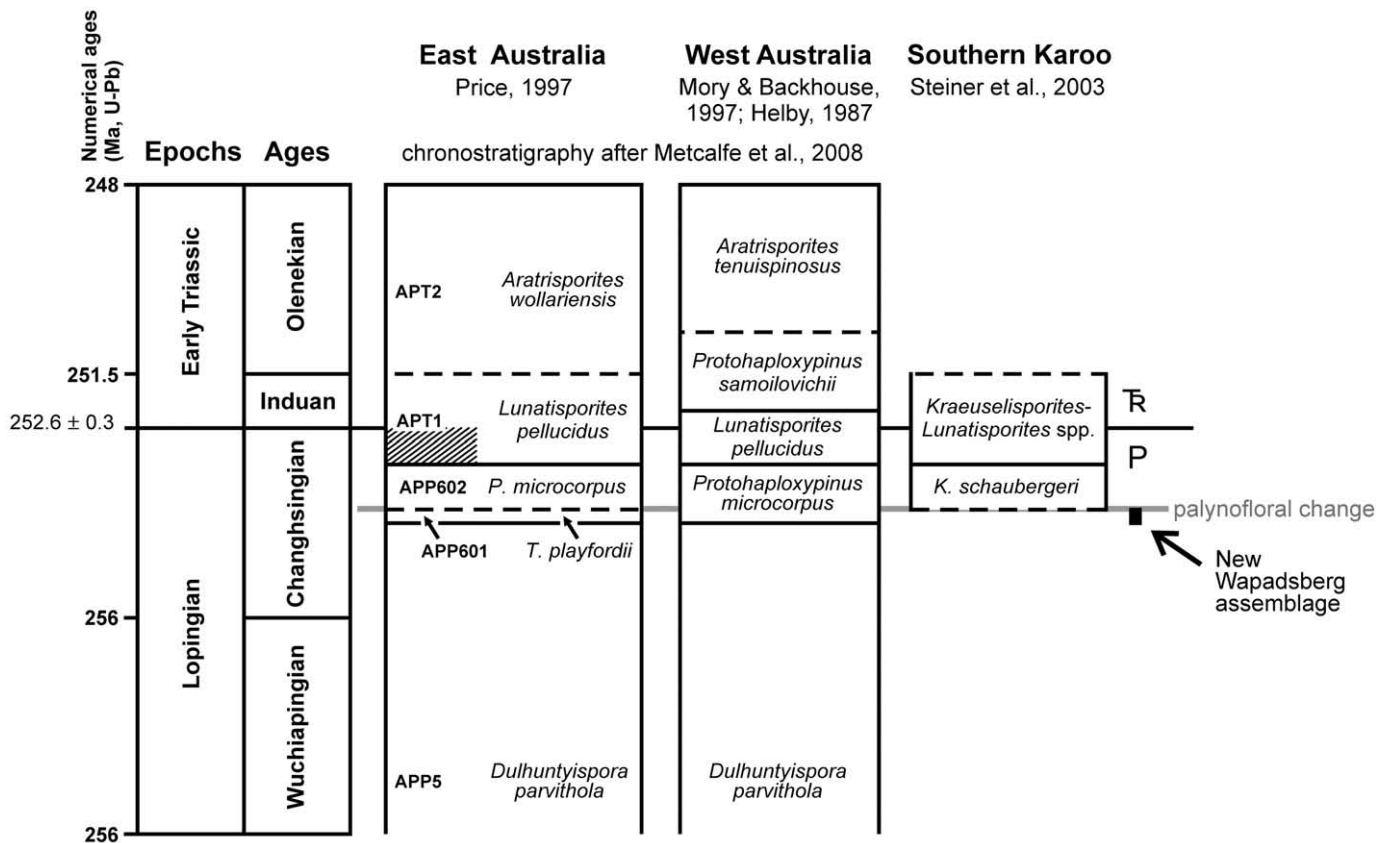 Numerical ages
(Ma, U-Pb)
Epochs
Ages
East Australia
Price, 1997
West Australia
Mory & Backhouse,
1997; Helby, 1987
Southern Karoo
Steiner et al., 2003
chronostratigraphy after Metcalfe et al., 2008
248
251.5
252.6 ± 0.3
256
256
Early Triassic
Lopingian
Olenekian
Induan
Changhsingian
Wuchiapingian
APT2
Aratrisporites
wollariensis
APT1
Lunatisporites
pellucidus
APP602
P. microcorpus
APP601
T. playfordii
APP5
Dulhuntyispora
parvithola
Aratrisporites
tenuispinosus
Protohaploxypinus
samoilovichii
Lunatisporites
pellucidus
Protohaploxypinus
microcorpus
Dulhuntyispora
parvithola
Kraeuselisporites-
Lunatisporites spp.
K. schaubergeri
TR
P
palynofloral change
New
Wapadsberg
assemblage